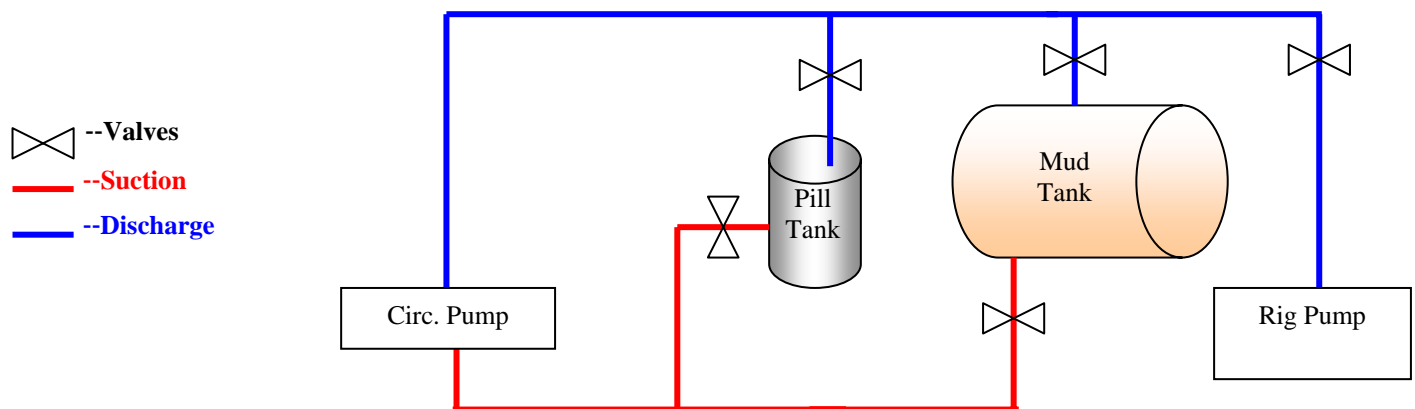 --Valves
--Suction
--Discharge
Circ. Pump
Pill
Tank
Mud
Tank
Rig Pump